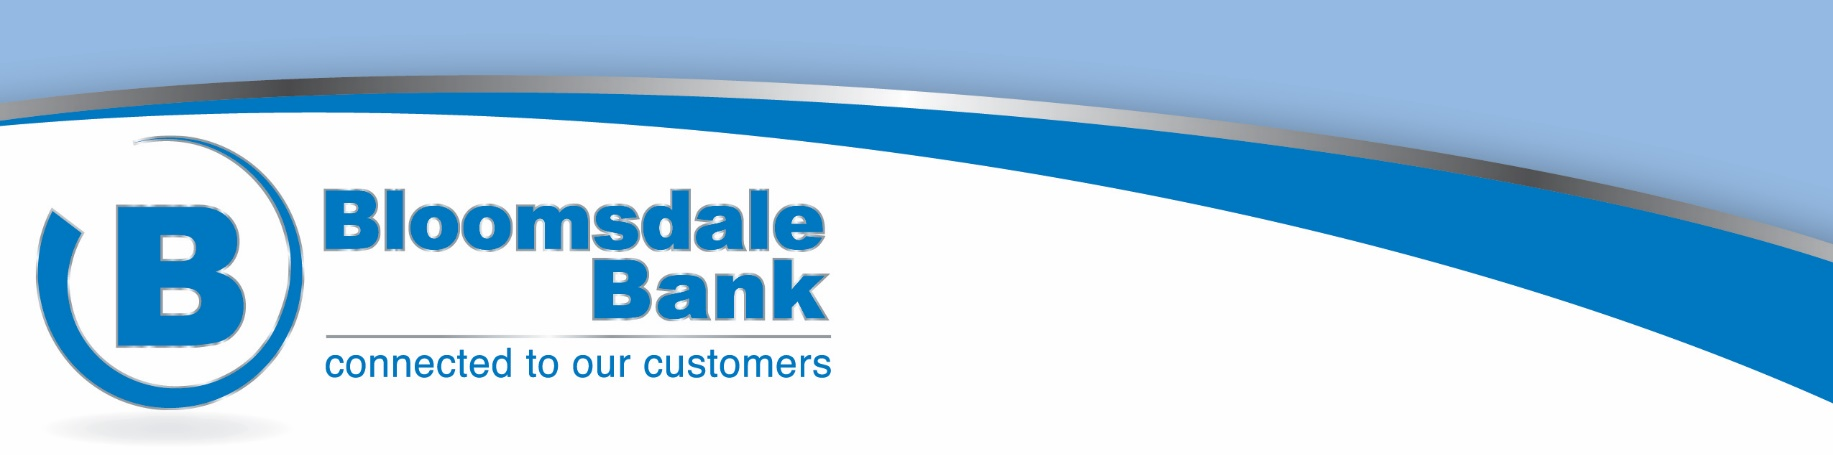 B
Bloomsdale
Bank
connected to our customers